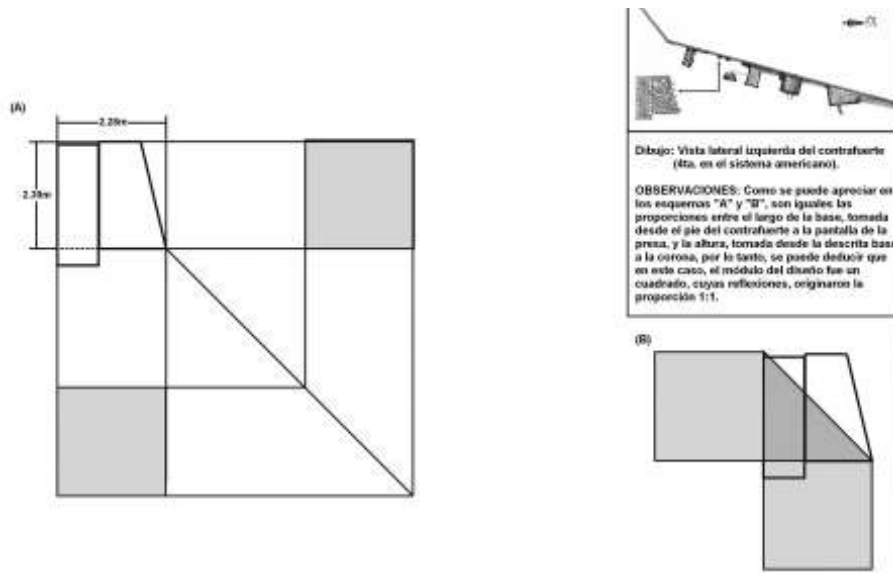 (A)
2.28m
2.30m
Dibujo: Vista lateral izquierda del contrafuerte
(4ta. en el sistema americano).
OBSERVACIONES: Como se puede apreciar en
los esquemas "A" y "B", son iguales las
proporciones entre el largo de la base, tomada
desde el pie del contrafuerte a la pantalla de la
presa, y la altura, tomada desde la descrita base
a la corona, por lo tanto, se puede deducir que
en este caso, el módulo del diseño fue un
cuadrado, cuyas reflexiones, originaron la
proporción 1:1.
(B)